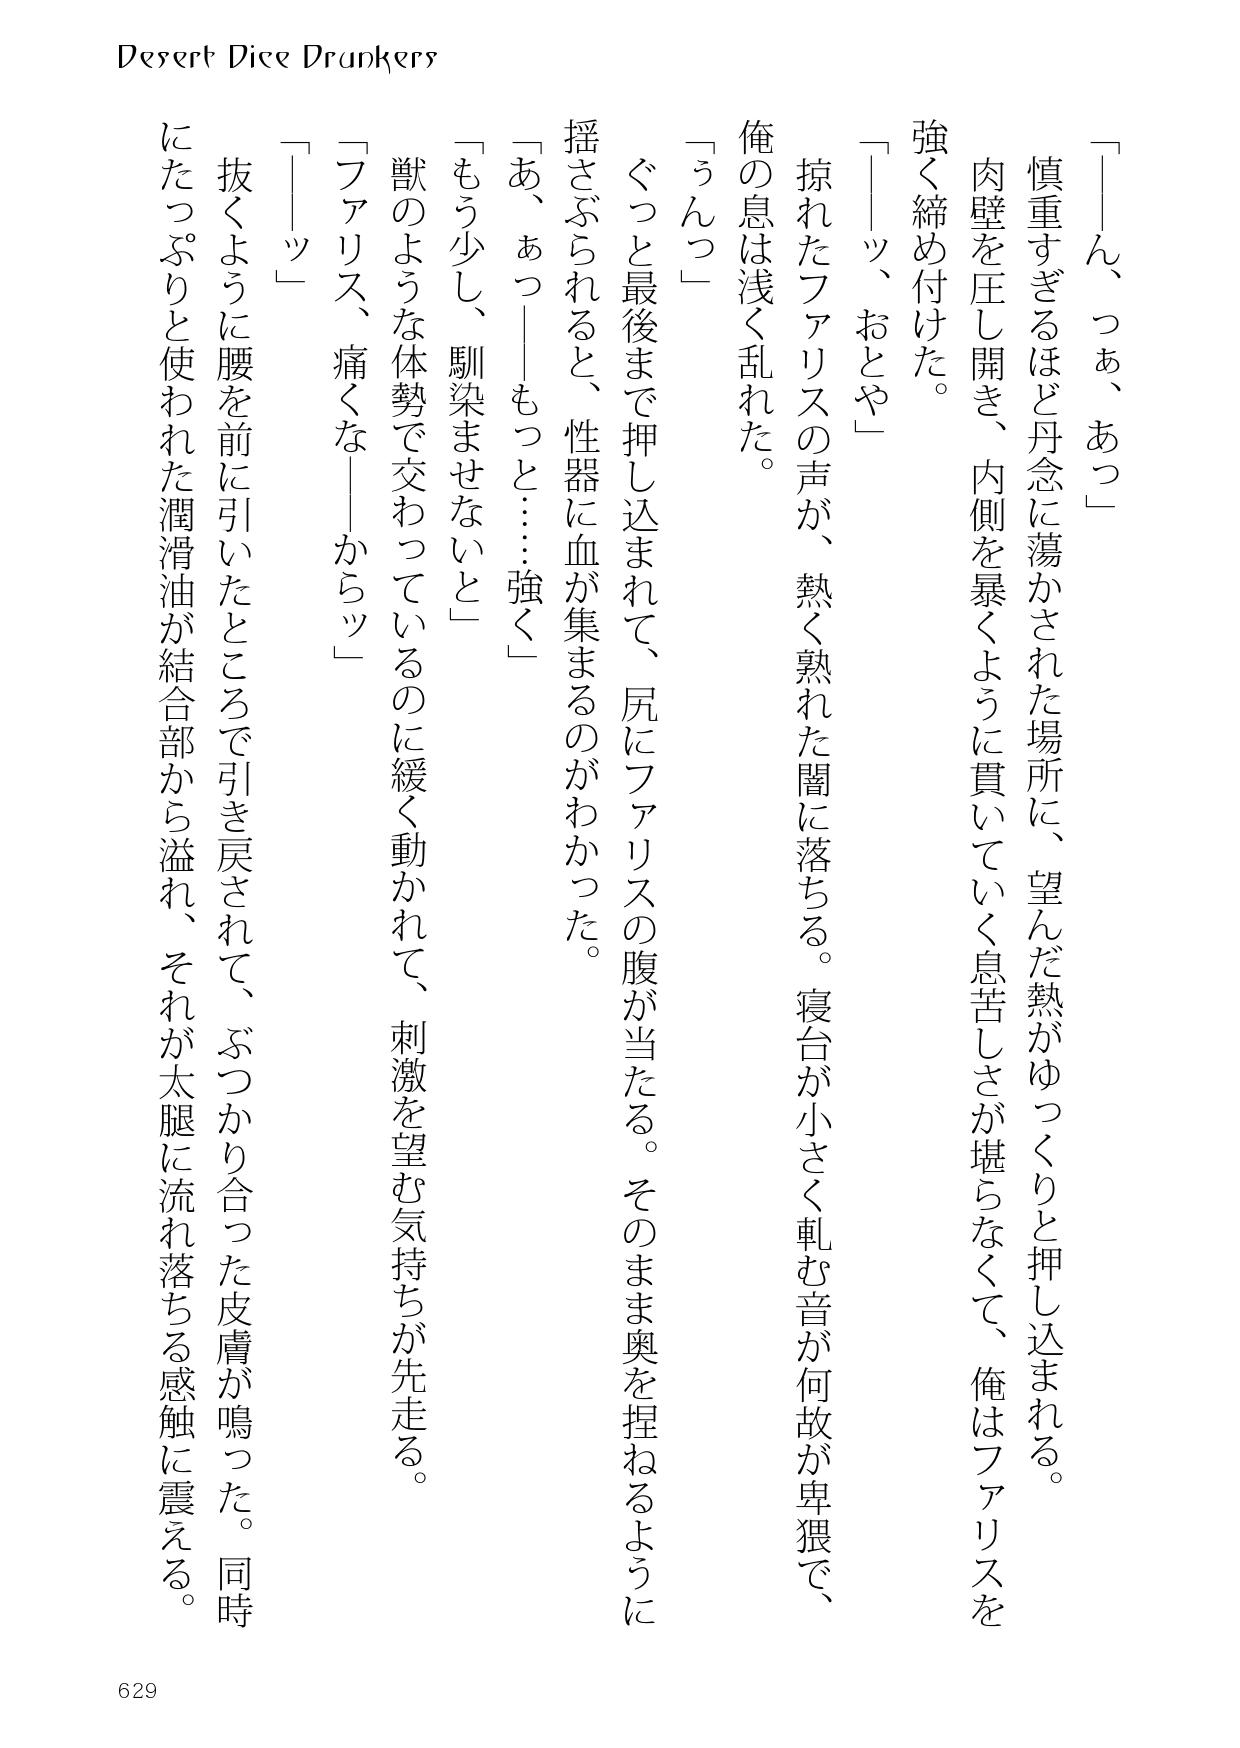 Desert Dice Drunkers
「――ん、つぁ、あっ」
　慎重すぎるほど丹念に蕩かされた場所に、望んだ熱がゆっくりと押し込まれる。
　肉壁を圧し開き、内側を暴くように貫いていく息苦しさが堪らなくて、俺はファリスを
強く締め付けた。
「――ッ、おとや」
　掠れたファリスの声が、熱く熟れた闇に落ちる。寝台が小さく軋む音が何故が卑猥で、
俺の息は浅く乱れた。
「ぅんっ」
　ぐっと最後まで押し込まれて、尻にファリスの腹が当たる。そのまま奥を捏ねるように
揺さぶられると、性器に血が集まるのがわかった。
「あ、ぁっ――もっと……強く」
「もう少し、馴染ませないと」
　獣のような体勢で交わっているのに緩く動かれて、刺激を望む気持ちが先走る。
「ファリス、痛くな――からッ」
「――ッ」
　抜くように腰を前に引いたところで引き戻されて、ぶつかり合った皮膚が鳴った。同時
にたっぷりと使われた潤滑油が結合部から溢れ、それが太腿に流れ落ちる感触に震える。
629